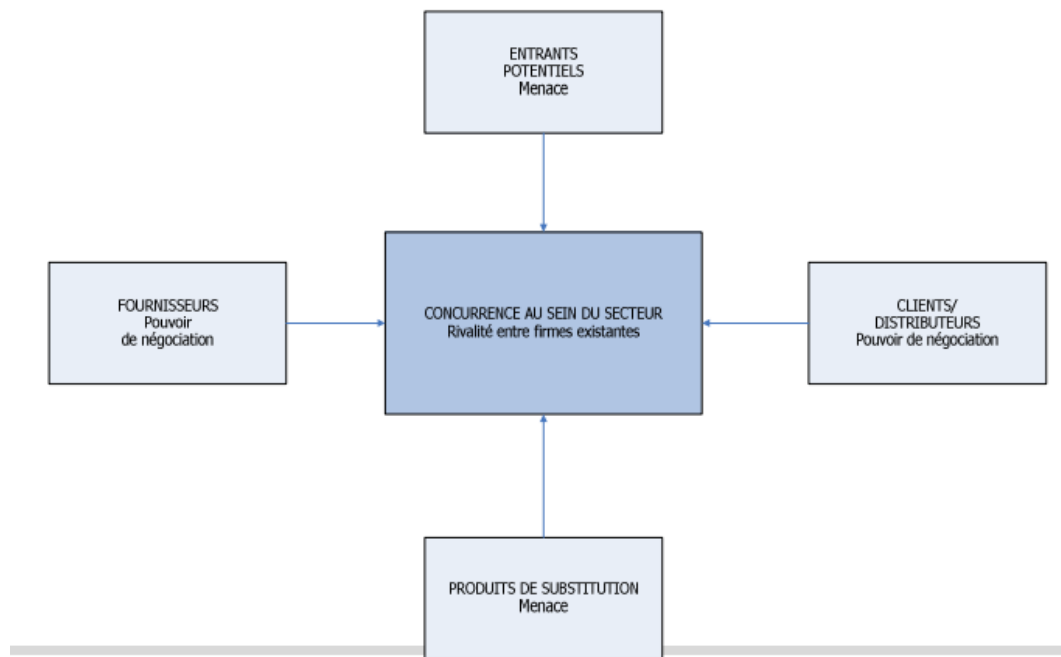 ENTRANTS
POTENTIELS
Menace
FOURNISSEURS
Pouvoir
de négociation
CONCURRENCE AU SEIN DU SECTEUR
Rivalité entre firmes existantes
CLIENTS/
DISTRIBUTEURS
Pouvoir de négociation
PRODUITS DE SUBSTITUTION
Menace